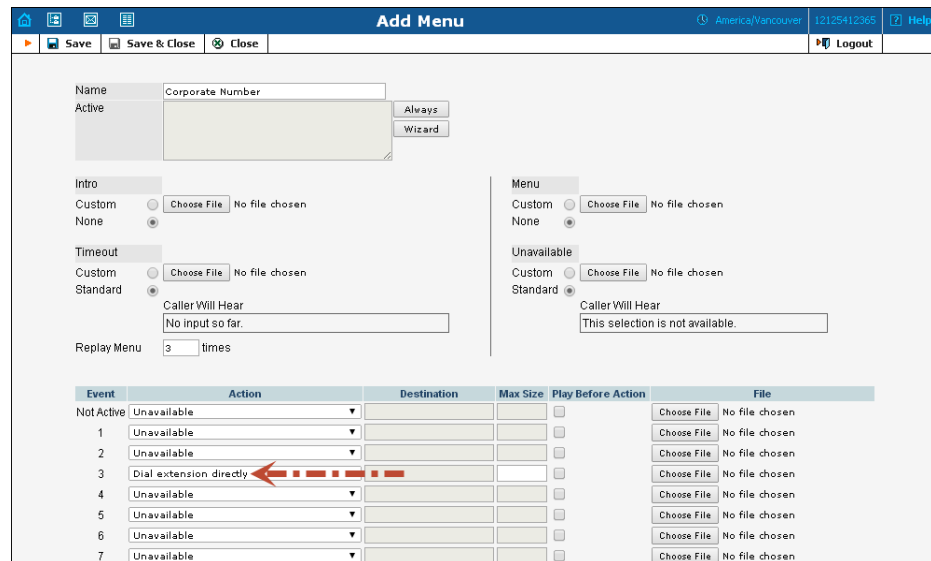 Add Menu
America/Vancouver
12125412365
Help
Save
Save & Close
Close
Logout
Name
Corporate Number
Active
Always
Wizard
Intro
Custom Choose File No file chosen
None
Menu
Custom Choose File No file chosen
None
Timeout
Custom Choose File No file chosen
Standard
Caller Will Hear
No input so far.
Unavailable
Custom Choose File No file chosen
Standard
Caller Will Hear
This selection is not available.
Replay Menu 3 times
Event Action Destination Max Size Play Before Action File
Not Active Unavailable Choose File No file chosen
1 Unavailable Choose File No file chosen
2 Unavailable Choose File No file chosen
3 Dial extension directly Choose File No file chosen
4 Unavailable Choose File No file chosen
5 Unavailable Choose File No file chosen
6 Unavailable Choose File No file chosen
7 Unavailable Choose File No file chosen